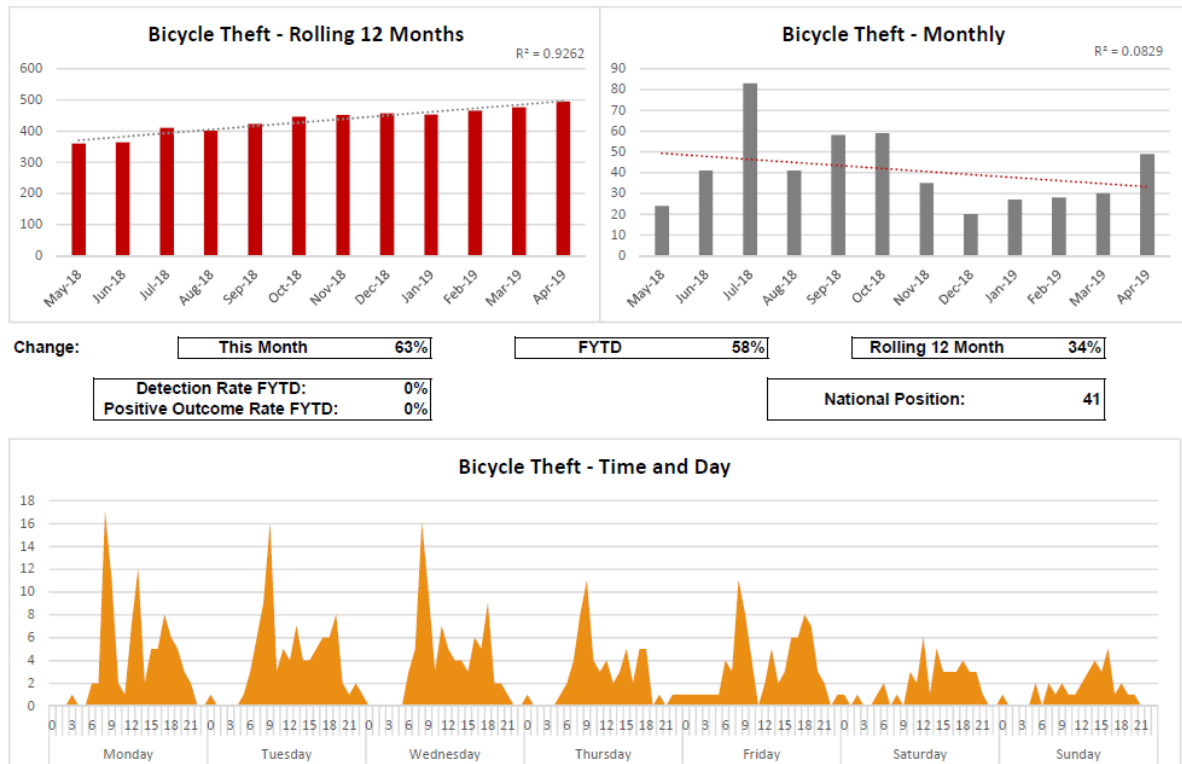 Bicycle Theft - Rolling 12 Months
R² = 0.9262
600
500
400
300
200
100
0
May-18 Jun-18 Jul-18 Aug-18 Sep-18 Oct-18 Nov-18 Dec-18 Jan-19 Feb-19 Mar-19 Apr-19
Bicycle Theft - Monthly
R² = 0.0829
90
80
70
60
50
40
30
20
10
0
May-18 Jun-18 Jul-18 Aug-18 Sep-18 Oct-18 Nov-18 Dec-18 Jan-19 Feb-19 Mar-19 Apr-19
Change: This Month 63% FYTD 58% Rolling 12 Month 34%
Detection Rate FYTD: 0%
Positive Outcome Rate FYTD: 0%
National Position: 41
Bicycle Theft - Time and Day
18
16
14
12
10
8
6
4
2
0
0 3 6 9 12 15 18 21 0 3 6 9 12 15 18 21 0 3 6 9 12 15 18 21 0 3 6 9 12 15 18 21 0 3 6 9 12 15 18 21 0 3 6 9 12 15 18 21 0 3 6 9 12 15 18 21
Monday Tuesday Wednesday Thursday Friday Saturday Sunday